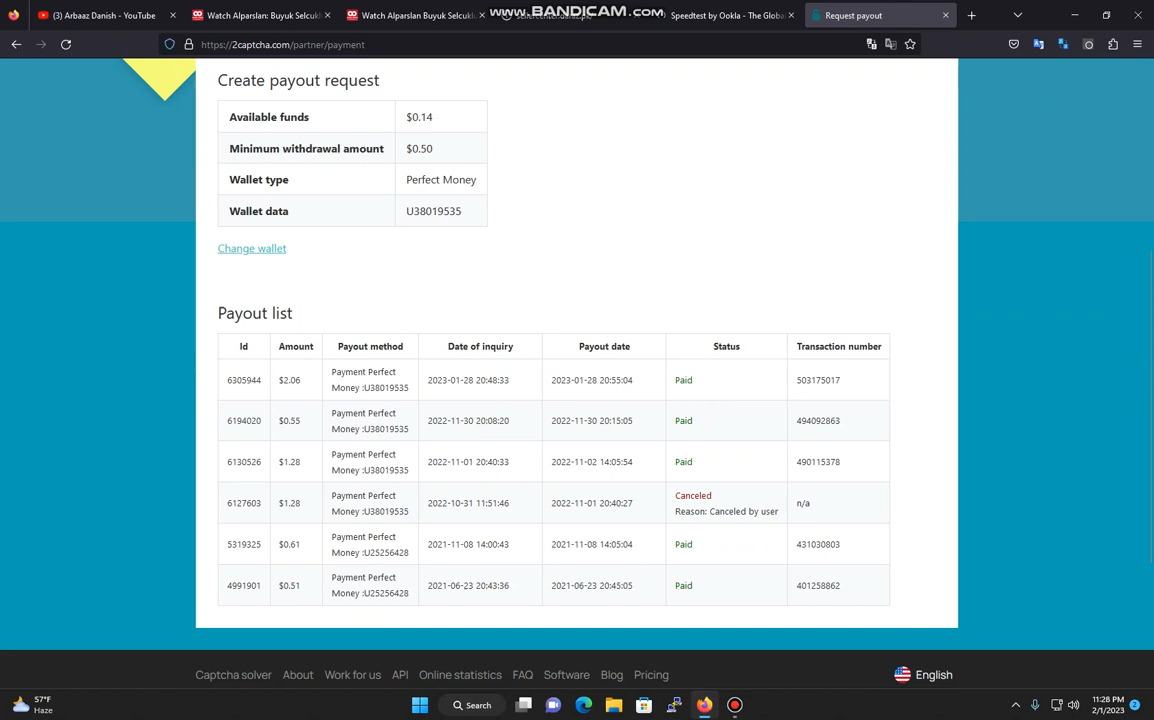 (3) Arbaaz Danish - YouTube
Watch Alparslan: Buyuk Selcukl
Watch Alparslan Buyuk Selcuklu
www.BANDICAM.com
Speedtest by Ookla - The Globa
Request payout
https://2captcha.com/partner/payment
Create payout request
Available funds $0.14
Minimum withdrawal amount $0.50
Wallet type Perfect Money
Wallet data U38019535
Change wallet
Payout list
Id Amount Payout method Date of inquiry Payout date Status Transaction number
6305944 $2.06 Payment Perfect Money :U38019535 2023-01-28 20:48:33 2023-01-28 20:55:04 Paid 503175017
6194020 $0.55 Payment Perfect Money :U38019535 2022-11-30 20:08:20 2022-11-30 20:15:05 Paid 494092863
6130526 $1.28 Payment Perfect Money :U38019535 2022-11-01 20:40:33 2022-11-02 14:05:54 Paid 490115378
6127603 $1.28 Payment Perfect Money :U38019535 2022-10-31 11:51:46 2022-11-01 20:40:27 Canceled Reason: Canceled by user n/a
5319325 $0.61 Payment Perfect Money :U25256428 2021-11-08 14:00:43 2021-11-08 14:05:04 Paid 431030803
4991901 $0.51 Payment Perfect Money :U25256428 2021-06-23 20:43:36 2021-06-23 20:45:05 Paid 401258862
Captcha solver About Work for us API Online statistics FAQ Software Blog Pricing English
57°F
Haze
Search
11:28 PM
2/1/2023
2